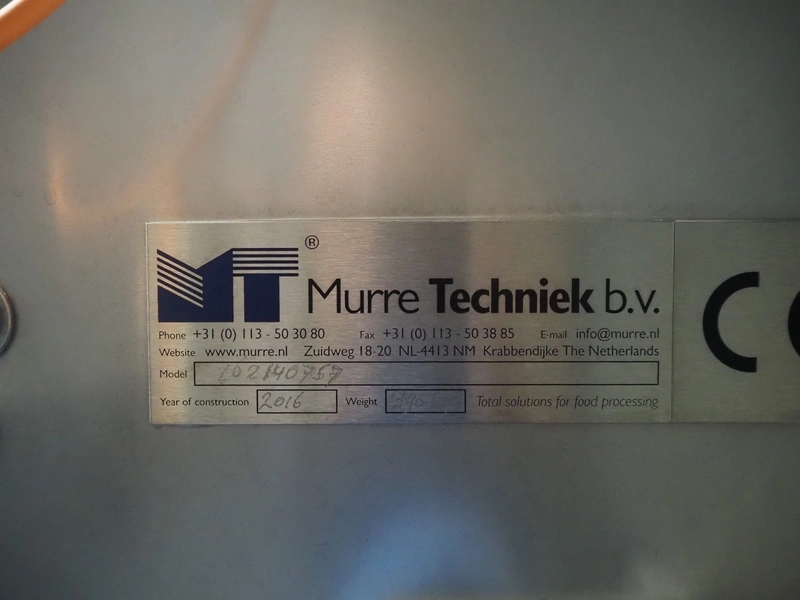 MT®
Murre Techniek b.v.
Phone +31 (0) 113 - 50 30 80 Fax +31 (0) 113 - 50 38 85 E-mail info@murre.nl
Website www.murre.nl Zuidweg 18-20 NL-4413 NM Krabbendijke The Netherlands
Model
Year of construction 2016 Weight Total solutions for food processing